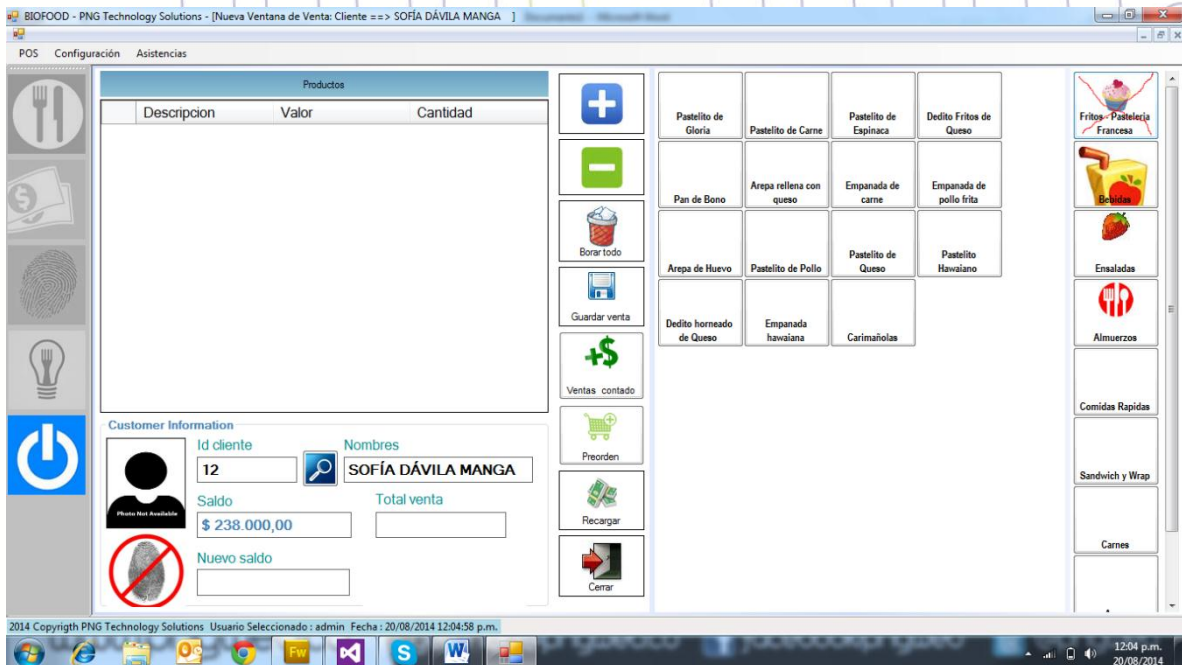 BIOFOOD - PNG Technology Solutions - [Nueva Ventana de Venta: Cliente ==> SOFÍA DÁVILA MANGA ]
POS Configuración Asistencias
Productos
Descripcion Valor Cantidad
Borar todo
Guardar venta
+$
Ventas contado
Preorden
Recargar
Cerrar
Customer Information
Id cliente
12
Nombres
SOFÍA DÁVILA MANGA
Photo Not Available
Saldo
$ 238.000,00
Total venta
Nuevo saldo
Pastelito de
Gloria
Pastelito de Carne
Pastelito de
Espinaca
Dedito Fritos de
Queso
Pan de Bono
Arepa rellena con
queso
Empanada de
carne
Empanada de
pollo frita
Arepa de Huevo
Pastelito de Pollo
Pastelito de
Queso
Pastelito
Hawaiano
Dedito horneado
de Queso
Empanada
hawaiana
Carimañolas
Fritos - Pasteleria
Francesa
Bebidas
Ensaladas
Almuerzos
Comidas Rapidas
Sandwich y Wrap
Carnes
2014 Copyrigth PNG Technology Solutions Usuario Seleccionado : admin Fecha : 20/08/2014 12:04:58 p.m.
12:04 p.m.
20/08/2014